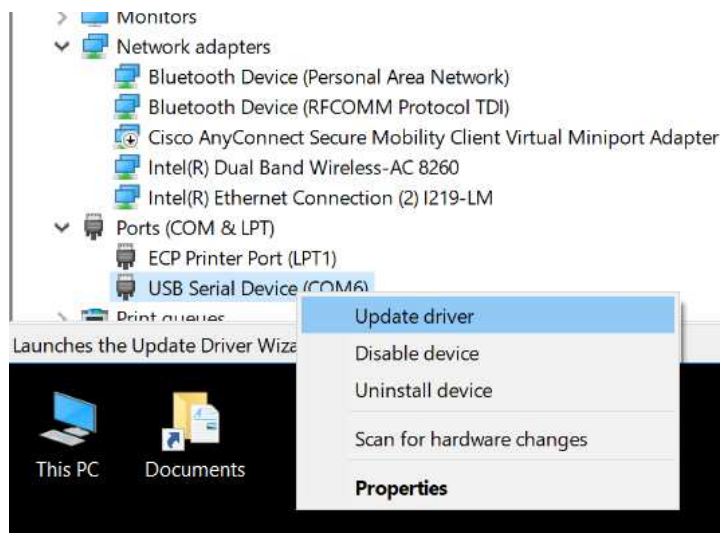 Monitors
Network adapters
Bluetooth Device (Personal Area Network)
Bluetooth Device (RFCOMM Protocol TDI)
Cisco AnyConnect Secure Mobility Client Virtual Miniport Adapter
Intel(R) Dual Band Wireless-AC 8260
Intel(R) Ethernet Connection (2) I219-LM
Ports (COM & LPT)
ECP Printer Port (LPT1)
USB Serial Device (COM6)
Print queues
Launches the Update Driver Wiza
Update driver
Disable device
Uninstall device
Scan for hardware changes
Properties
This PC
Documents